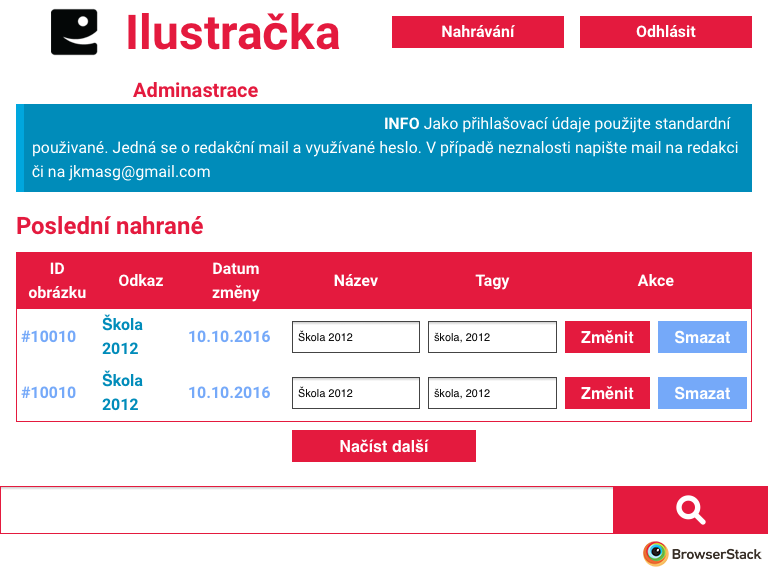 Ilustračka
Nahrávání
Odhlásit
Adminastrace
INFO Jako přihlašovací údaje použijte standardní
použivané. Jedná se o redakční mail a využívané heslo. V případě neznalosti napište mail na redakci
či na jkmasg@gmail.com
Poslední nahrané
ID obrázku Odkaz Datum změny Název Tagy Akce
#10010 Škola 2012 10.10.2016 Škola 2012 škola, 2012 Změnit Smazat
#10010 Škola 2012 10.10.2016 Škola 2012 škola, 2012 Změnit Smazat
Načíst další
BrowserStack